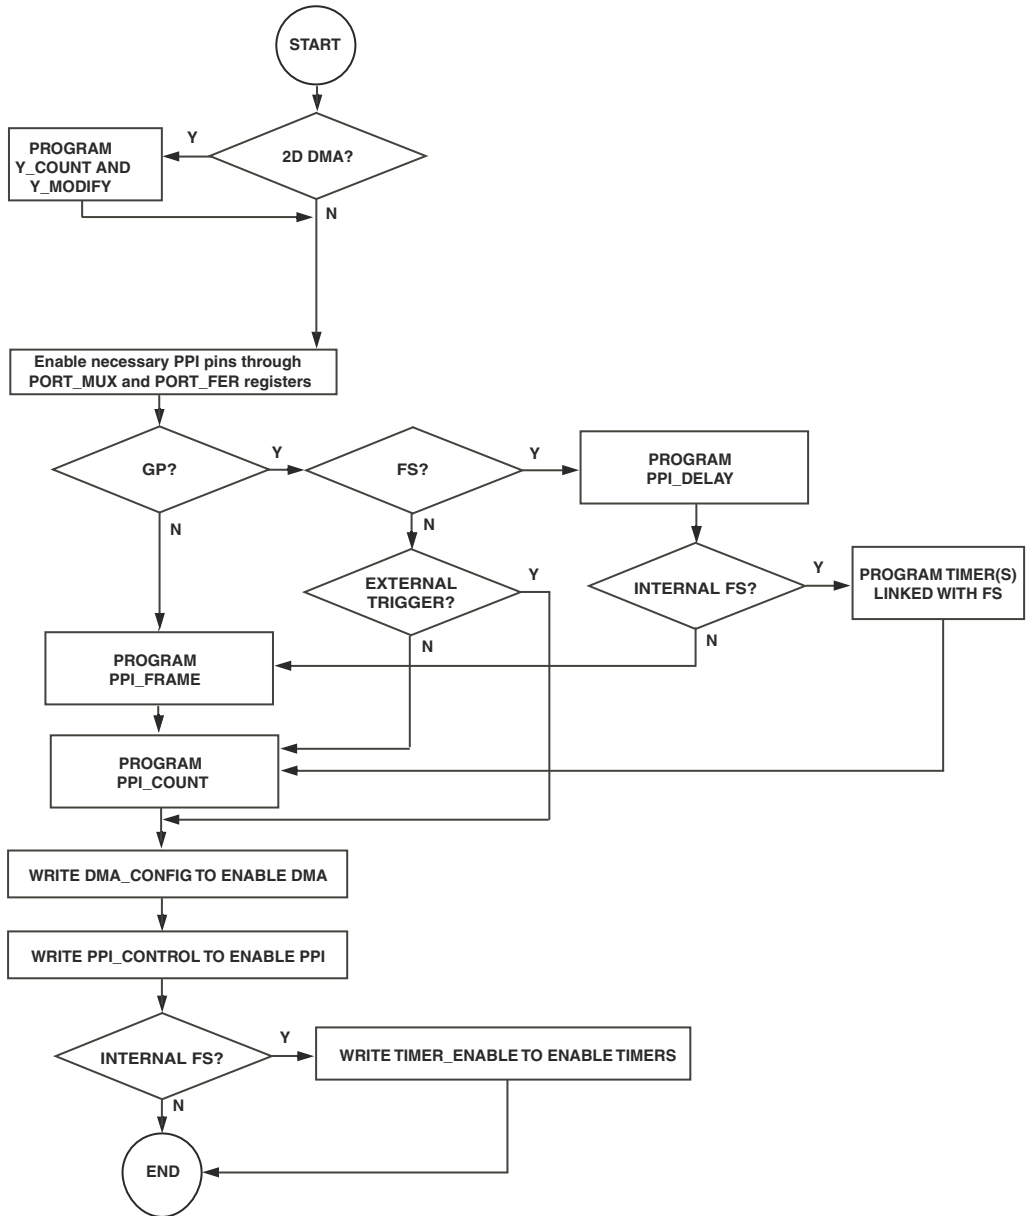 START
2D DMA?
Y
PROGRAM
Y_COUNT AND
Y_MODIFY
N
Enable necessary PPI pins through
PORT_MUX and PORT_FER registers
GP?
Y
FS?
Y
PROGRAM
PPI_DELAY
N
N
EXTERNAL
TRIGGER?
Y
INTERNAL FS?
Y
PROGRAM TIMER(S)
LINKED WITH FS
N
N
PROGRAM
PPI_FRAME
PROGRAM
PPI_COUNT
WRITE DMA_CONFIG TO ENABLE DMA
WRITE PPI_CONTROL TO ENABLE PPI
INTERNAL FS?
Y
WRITE TIMER_ENABLE TO ENABLE TIMERS
N
END